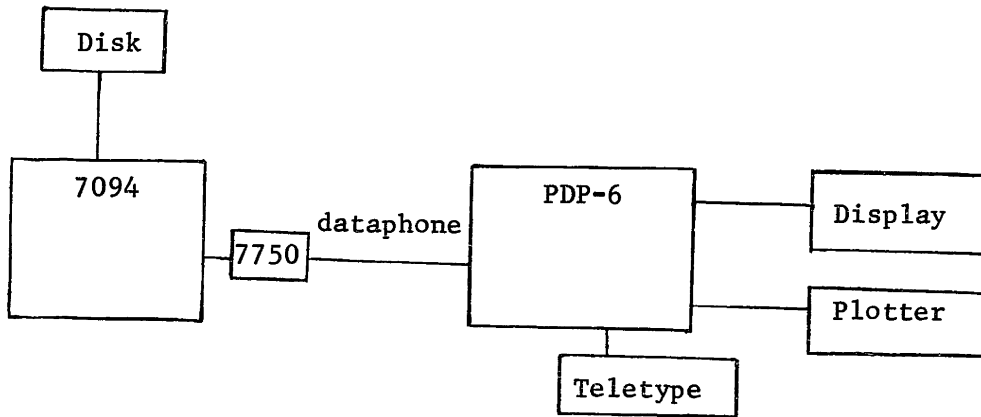 Disk
7094
7750
dataphone
PDP-6
Display
Plotter
Teletype